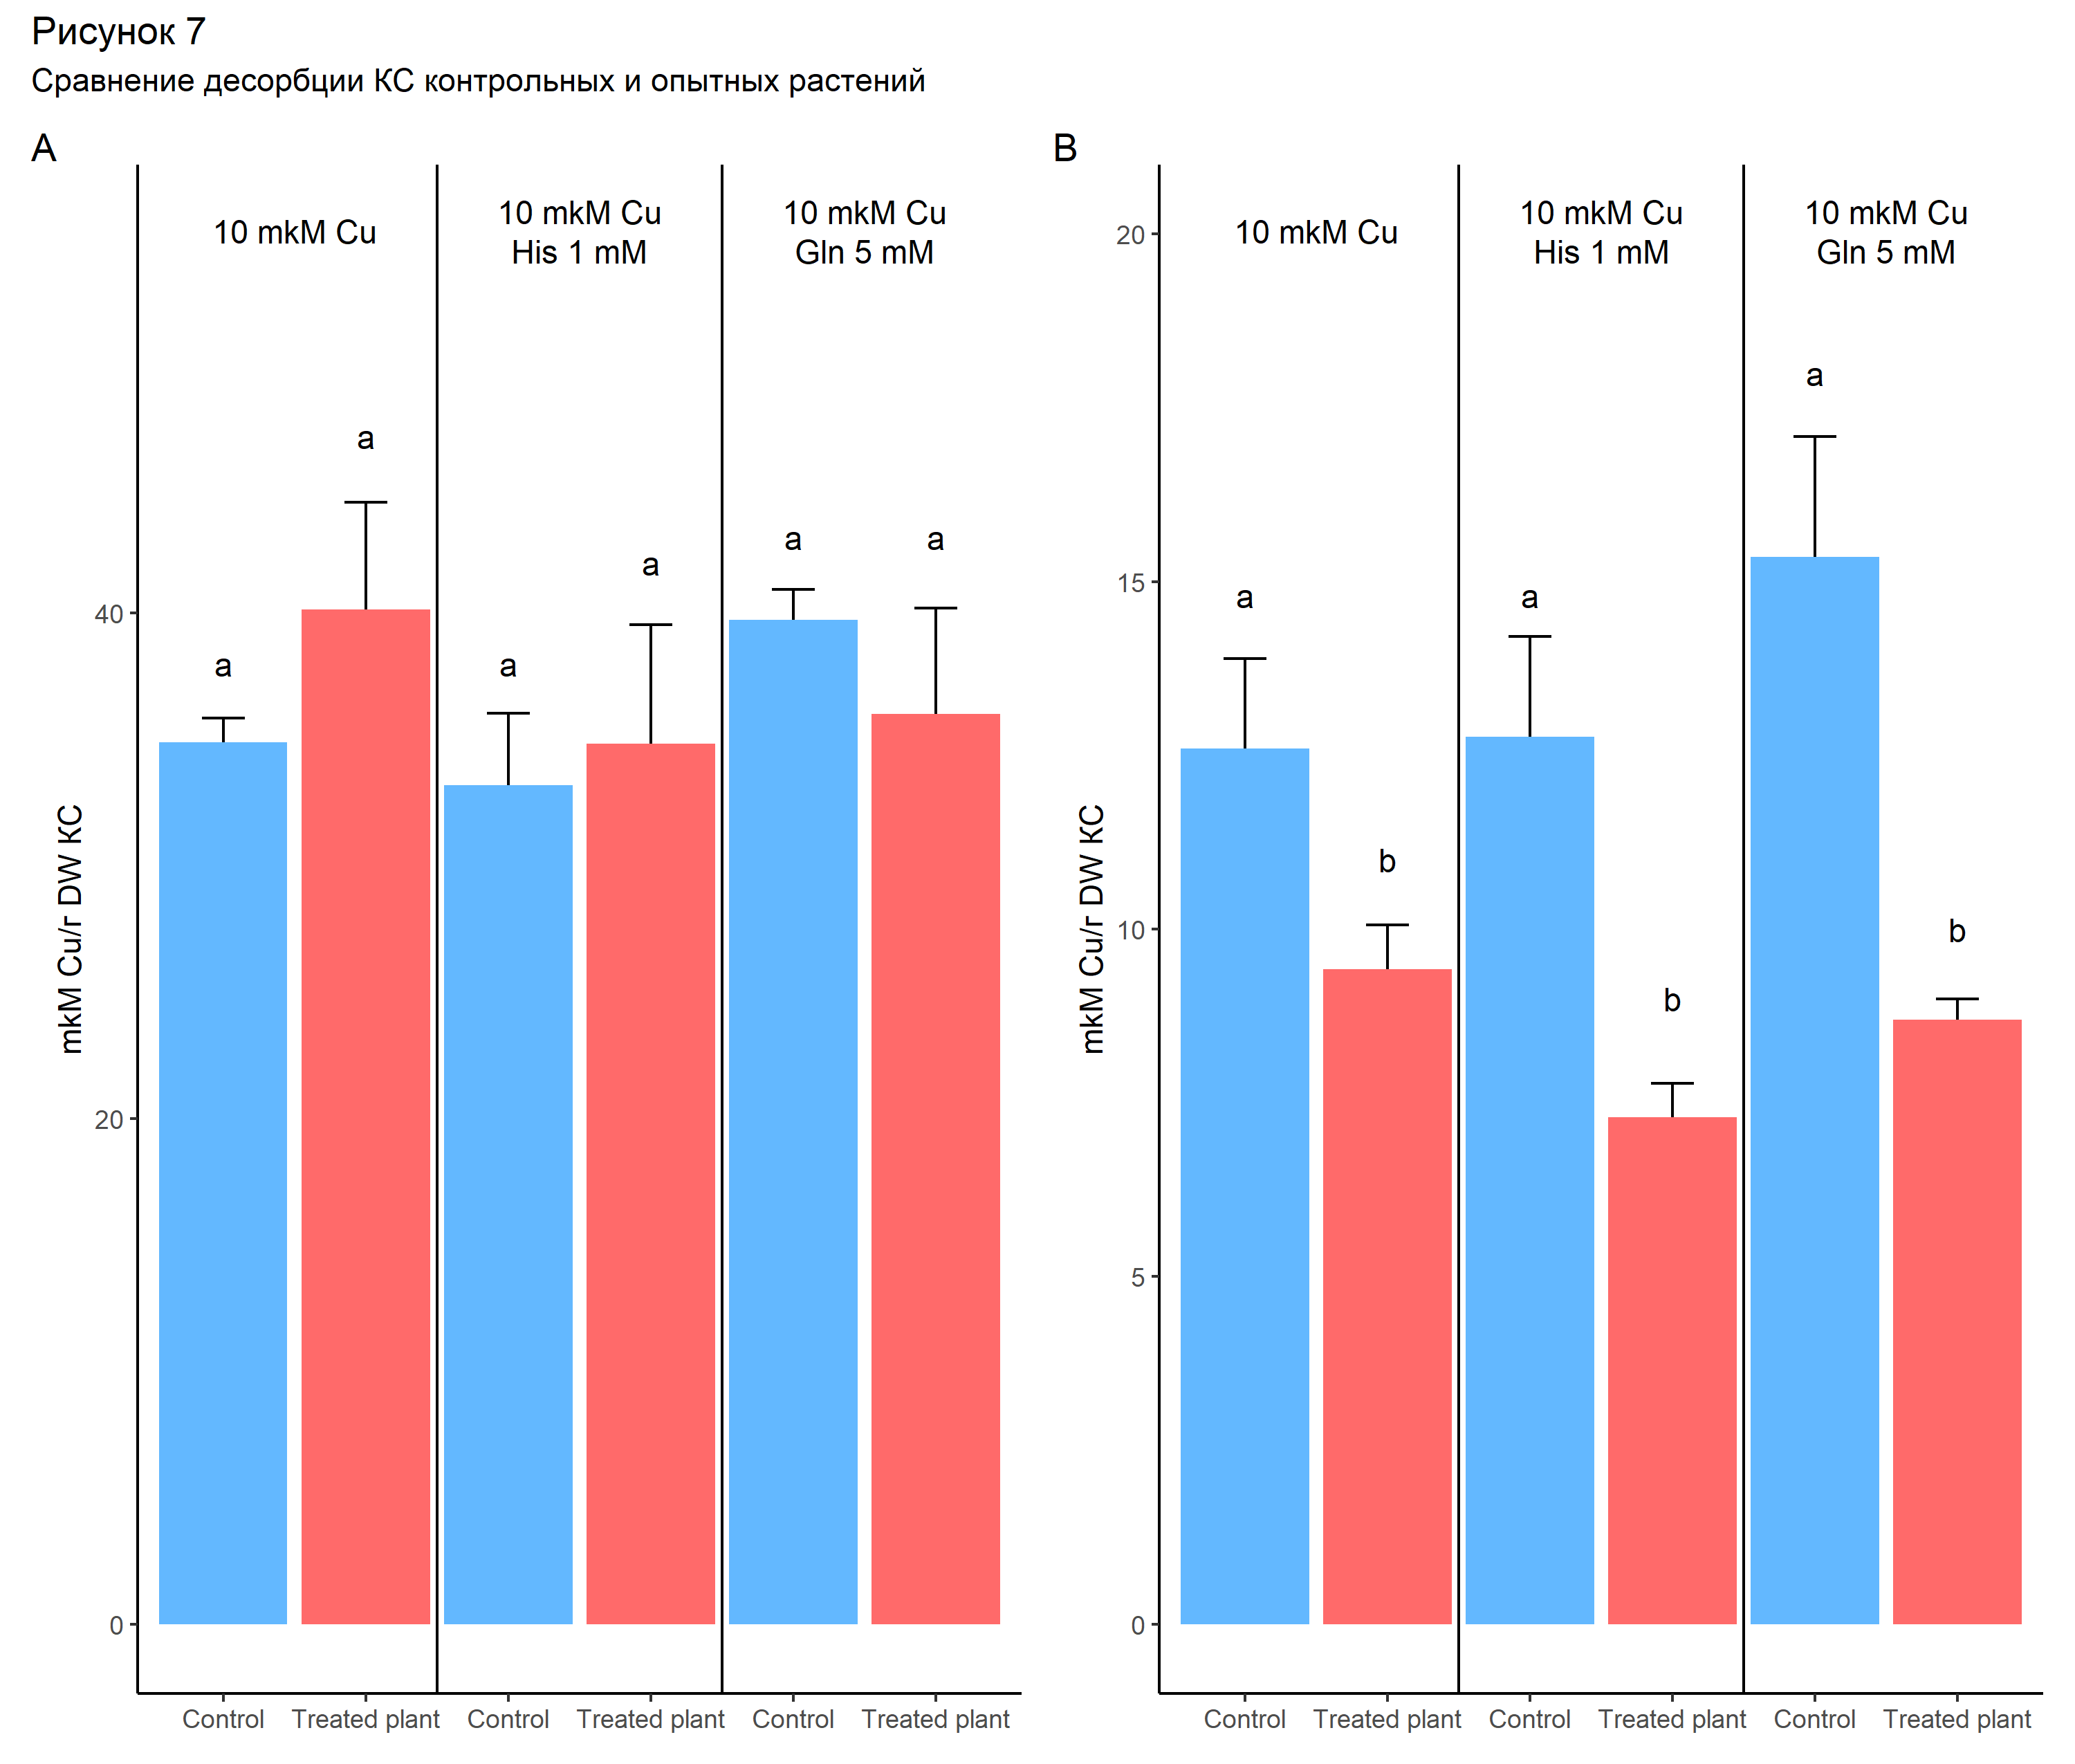 Рисунок 7
Сравнение десорбции КС контрольных и опытных растений
A
10 mkM Cu
10 mkM Cu
His 1 mM
10 mkM Cu
Gln 5 mM
a
a
a
a
a
a
40
20
0
mkM Cu/г DW КС
Control
Treated plant
Control
Treated plant
Control
Treated plant
B
10 mkM Cu
10 mkM Cu
His 1 mM
10 mkM Cu
Gln 5 mM
a
b
a
b
a
b
20
15
10
5
0
mkM Cu/г DW КС
Control
Treated plant
Control
Treated plant
Control
Treated plant